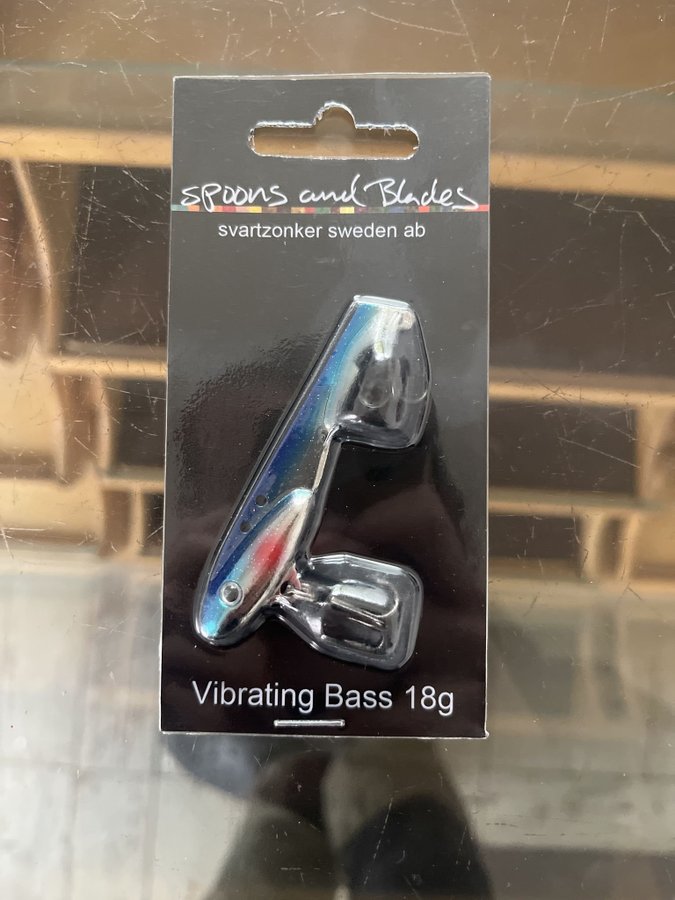 spoons and Blades
svartzonker sweden ab
Vibrating Bass 18g